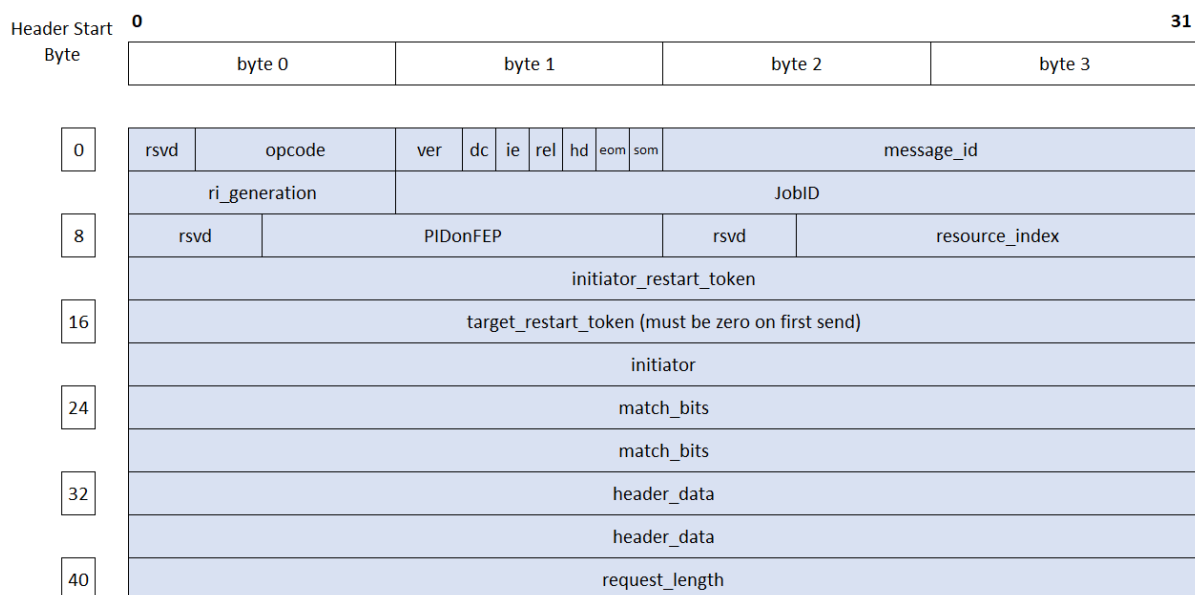 Header Start Byte
0 31
byte 0 byte 1 byte 2 byte 3
0 rsvd opcode ver dc ie rel hd eom som message_id
ri_generation JobID
8 rsvd PIDonFEP rsvd resource_index
initiator_restart_token
16 target_restart_token (must be zero on first send)
initiator
24 match_bits
match_bits
32 header_data
header_data
40 request_length